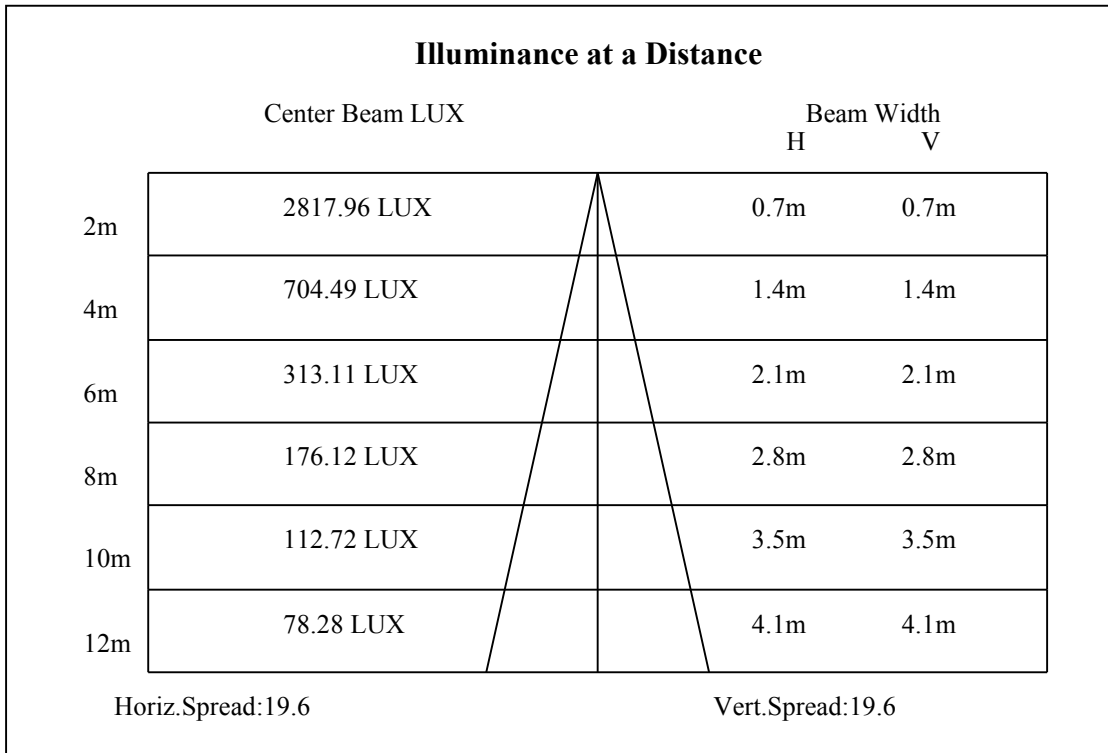 Illuminance at a Distance
Center Beam LUX Beam Width
H V
2m 2817.96 LUX 0.7m 0.7m
4m 704.49 LUX 1.4m 1.4m
6m 313.11 LUX 2.1m 2.1m
8m 176.12 LUX 2.8m 2.8m
10m 112.72 LUX 3.5m 3.5m
12m 78.28 LUX 4.1m 4.1m
Horiz.Spread:19.6 Vert.Spread:19.6